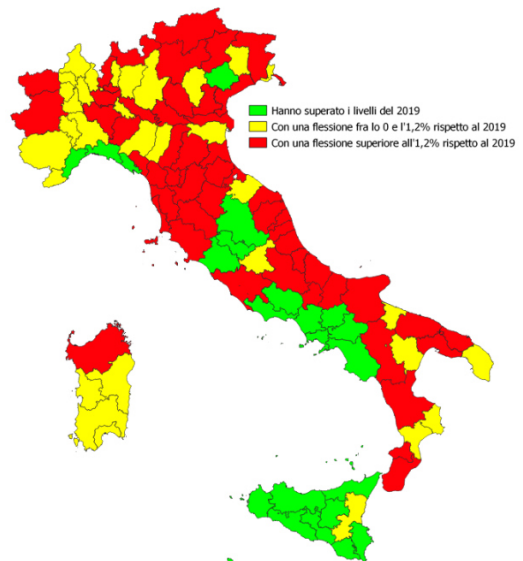 Hanno superato i livelli del 2019
Con una flessione fra lo 0 e l'1,2% rispetto al 2019
Con una flessione superiore all'1,2% rispetto al 2019